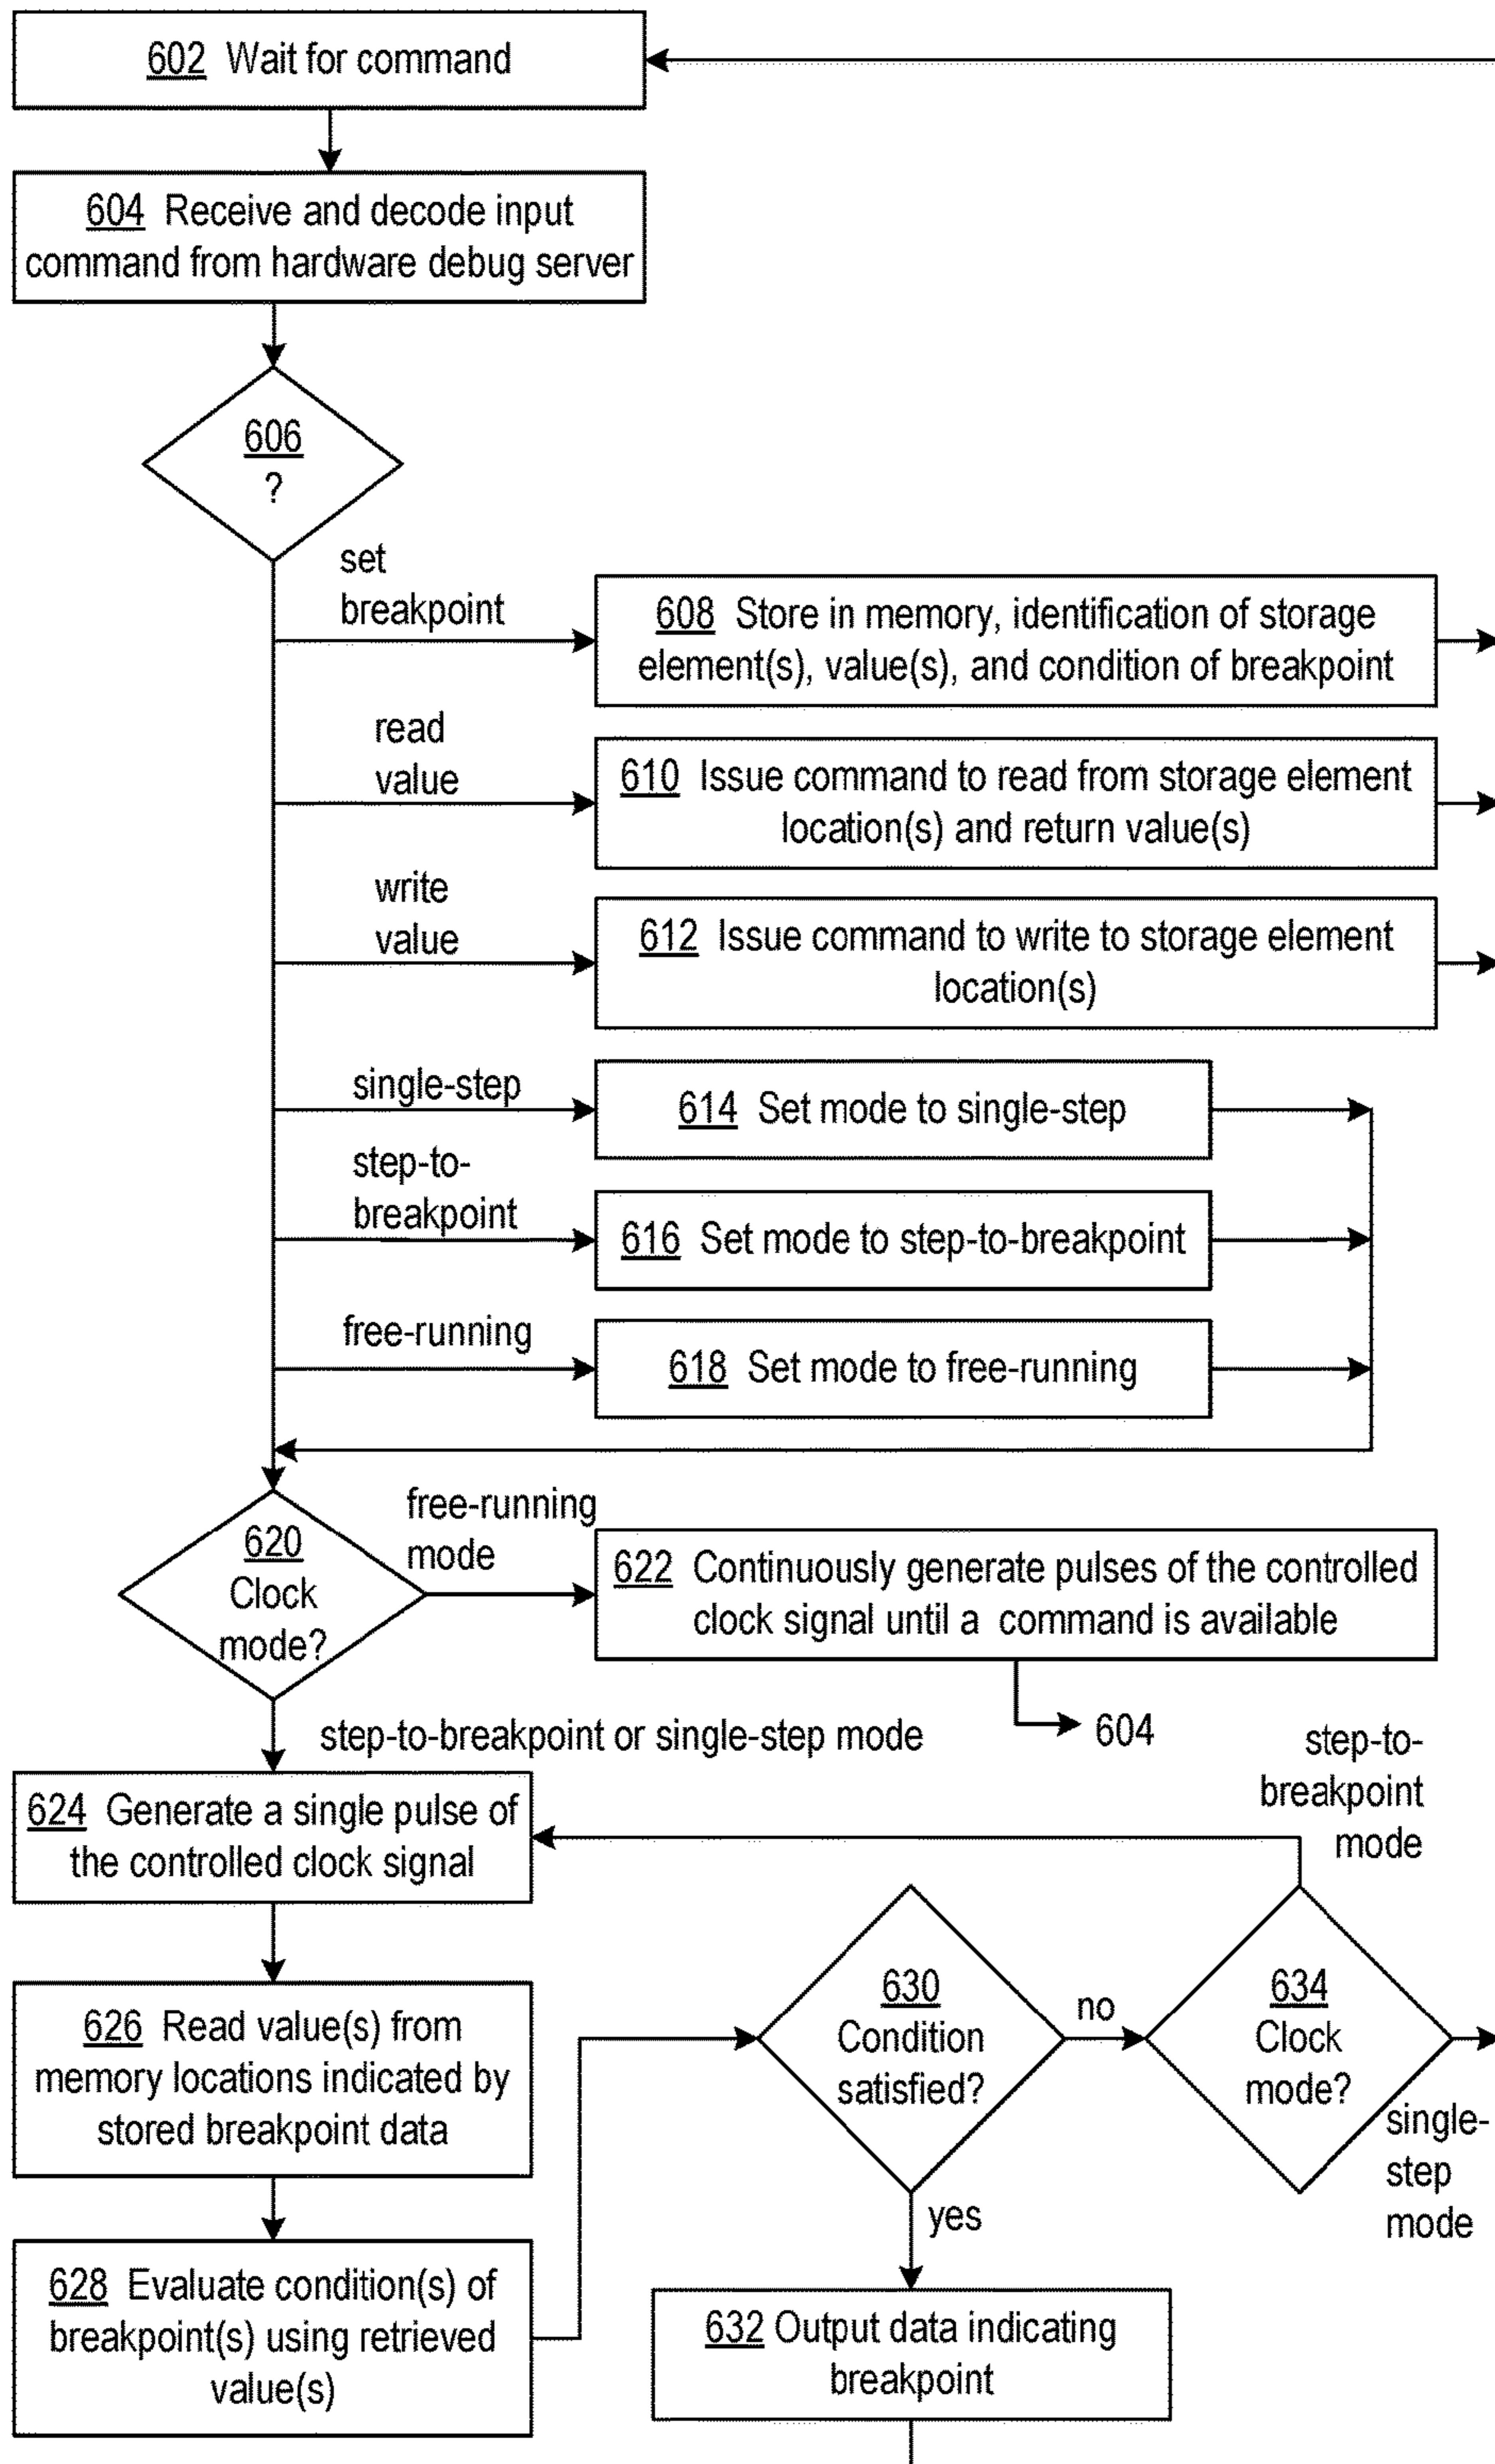 602 Wait for command
604 Receive and decode input
command from hardware debug server
606
?
set
breakpoint
608 Store in memory, identification of storage
element(s), value(s), and condition of breakpoint
read
value
610 Issue command to read from storage element
location(s) and return value(s)
write
value
612 Issue command to write to storage element
location(s)
single-step
614 Set mode to single-step
step-to-
breakpoint
616 Set mode to step-to-breakpoint
free-running
618 Set mode to free-running
620
Clock
mode?
free-running
mode
622 Continuously generate pulses of the controlled
clock signal until a command is available
604
step-to-breakpoint or single-step mode
step-to-
breakpoint
mode
624 Generate a single pulse of
the controlled clock signal
626 Read value(s) from
memory locations indicated by
stored breakpoint data
628 Evaluate condition(s) of
breakpoint(s) using retrieved
value(s)
630
Condition
satisfied?
no
634
Clock
mode?
single-
step
mode
yes
632 Output data indicating
breakpoint